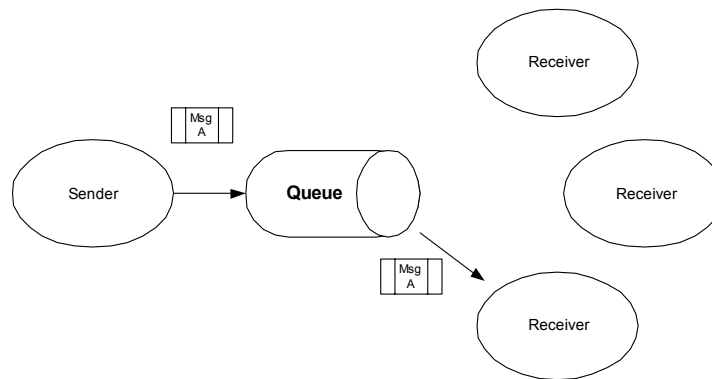 Receiver
Msg
A
Sender
Queue
Receiver
Msg
A
Receiver